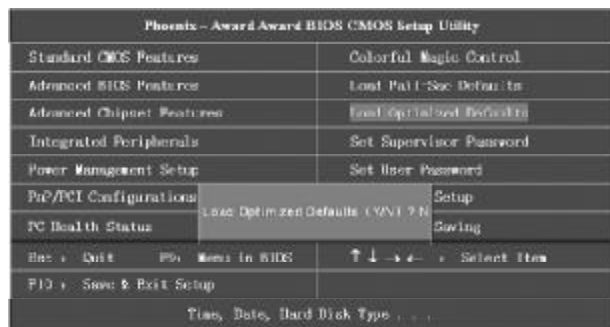 Phoenix – Award Award BIOS CMOS Setup Utility
Standard CMOS Features
Colorful Magic Control
Advanced BIOS Features
Load Fail-Sae Defaults
Advanced Chipset Features
Load Optimized Defaults
Integrated Peripherals
Set Supervisor Password
Power Management Setup
Set User Password
PnP/PCI Configurations
Setup
Load Optimized Defaults (Y/N) ? N
PC Health Status
Saving
Esc : Quit F9: Menu in BIOS
↑ ↓ → ← : Select Item
F10 : Save & Exit Setup
Time, Date, Hard Disk Type . . .